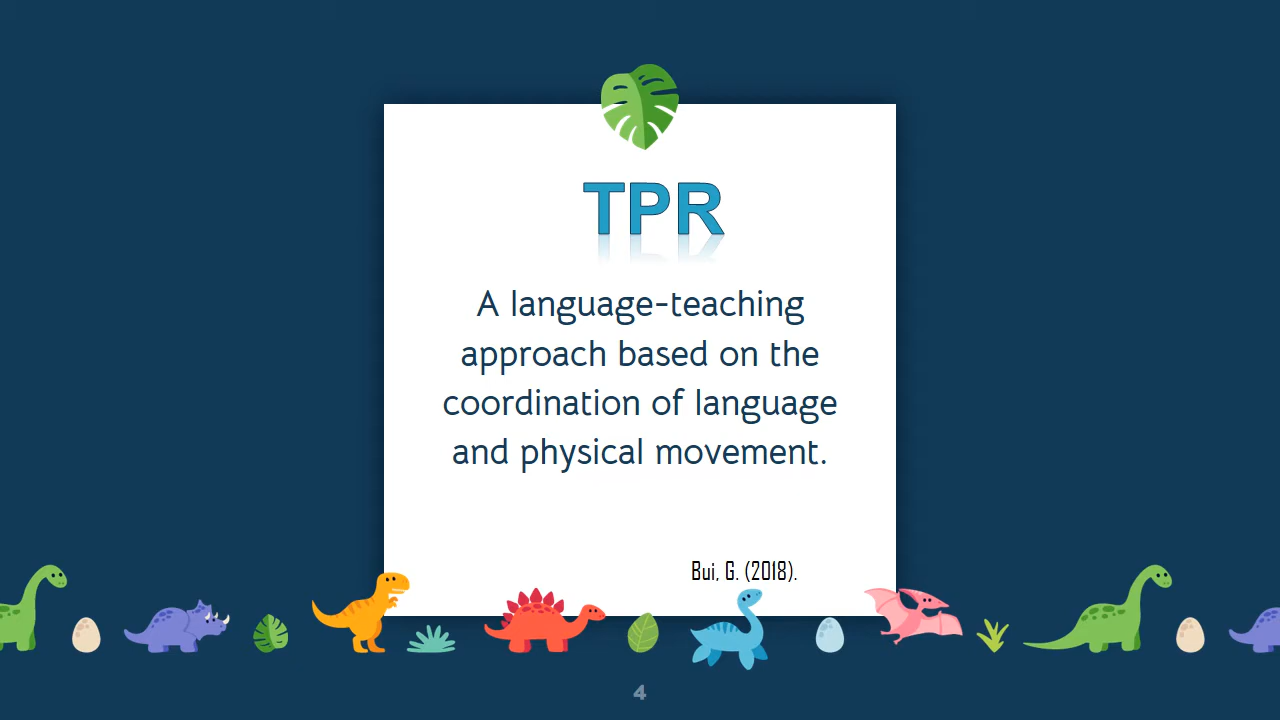 TPR
A language-teaching
approach based on the
coordination of language
and physical movement.
Bui, G. (2018).
4